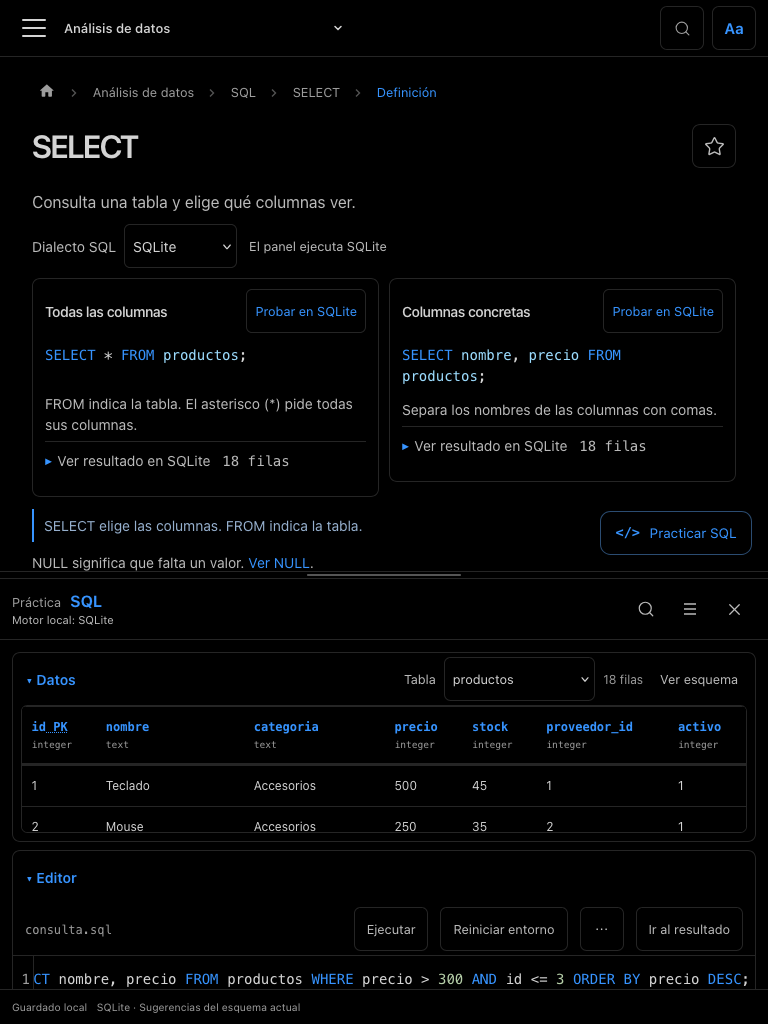 Análisis de datos
Aa
Análisis de datos > SQL > SELECT > Definición
SELECT
Consulta una tabla y elige qué columnas ver.
Dialecto SQL SQLite El panel ejecuta SQLite
Todas las columnas Probar en SQLite
SELECT * FROM productos;
FROM indica la tabla. El asterisco (*) pide todas
sus columnas.
▸ Ver resultado en SQLite 18 filas
Columnas concretas Probar en SQLite
SELECT nombre, precio FROM
productos;
Separa los nombres de las columnas con comas.
▸ Ver resultado en SQLite 18 filas
SELECT elige las columnas. FROM indica la tabla.
</> Practicar SQL
NULL significa que falta un valor. Ver NULL.
Práctica SQL
Motor local: SQLite
▾ Datos Tabla productos 18 filas Ver esquema
id PK nombre categoria precio stock proveedor_id activo
integer text text integer integer integer integer
1 Teclado Accesorios 500 45 1 1
2 Mouse Accesorios 250 35 2 1
▾ Editor
consulta.sql Ejecutar Reiniciar entorno ··· Ir al resultado
1 CT nombre, precio FROM productos WHERE precio > 300 AND id <= 3 ORDER BY precio DESC;
Guardado local SQLite · Sugerencias del esquema actual